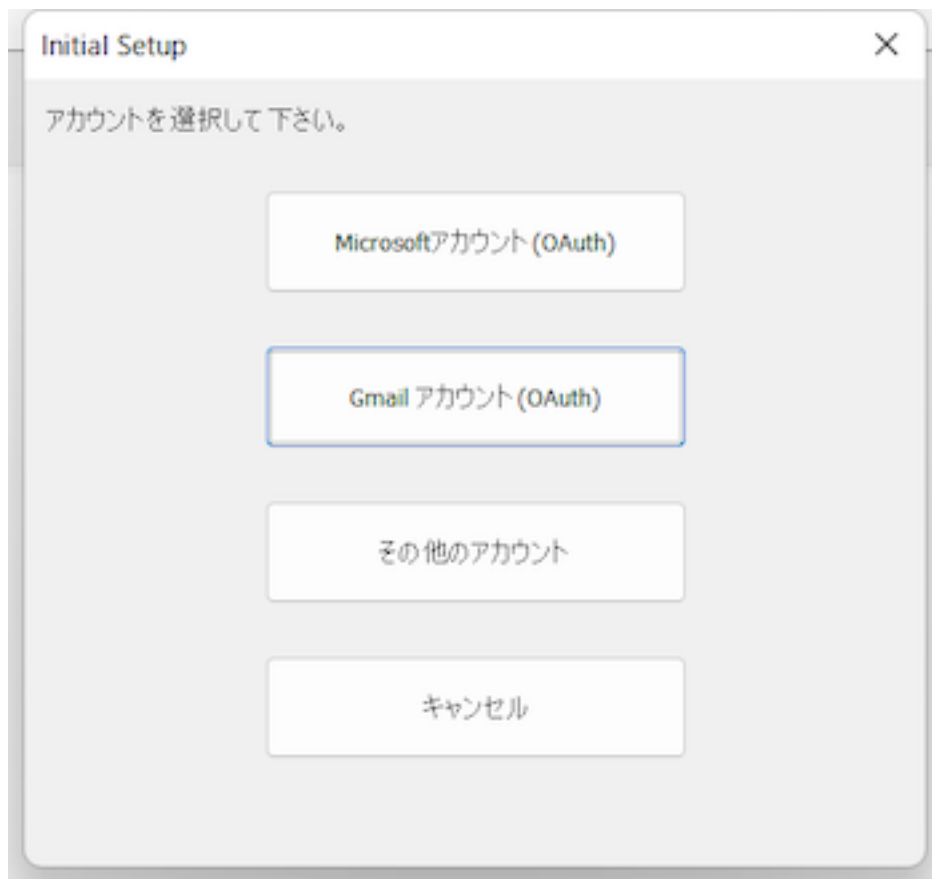 Initial Setup
アカウントを選択して下さい。
Microsoftアカウント(OAuth)
Gmail アカウント(OAuth)
その他のアカウント
キャンセル